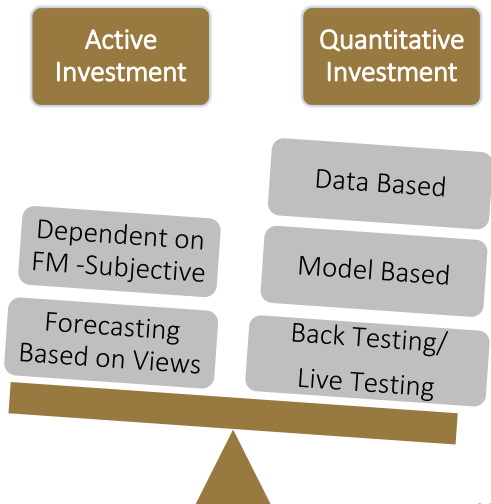 Active
Investment
Quantitative
Investment
Data Based
Dependent on
FM -Subjective
Model Based
Forecasting
Based on Views
Back Testing/
Live Testing